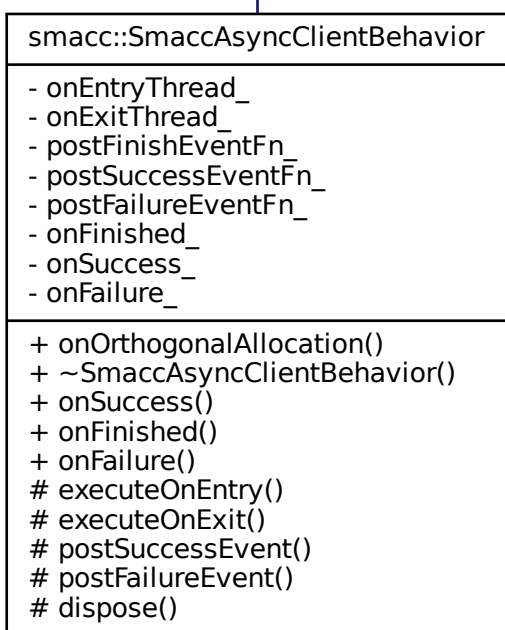 smacc::SmaccAsyncClientBehavior
- onEntryThread_
- onExitThread_
- postFinishEventFn_
- postSuccessEventFn_
- postFailureEventFn_
- onFinished_
- onSuccess_
- onFailure_
+ onOrthogonalAllocation()
+ ~SmaccAsyncClientBehavior()
+ onSuccess()
+ onFinished()
+ onFailure()
# executeOnEntry()
# executeOnExit()
# postSuccessEvent()
# postFailureEvent()
# dispose()